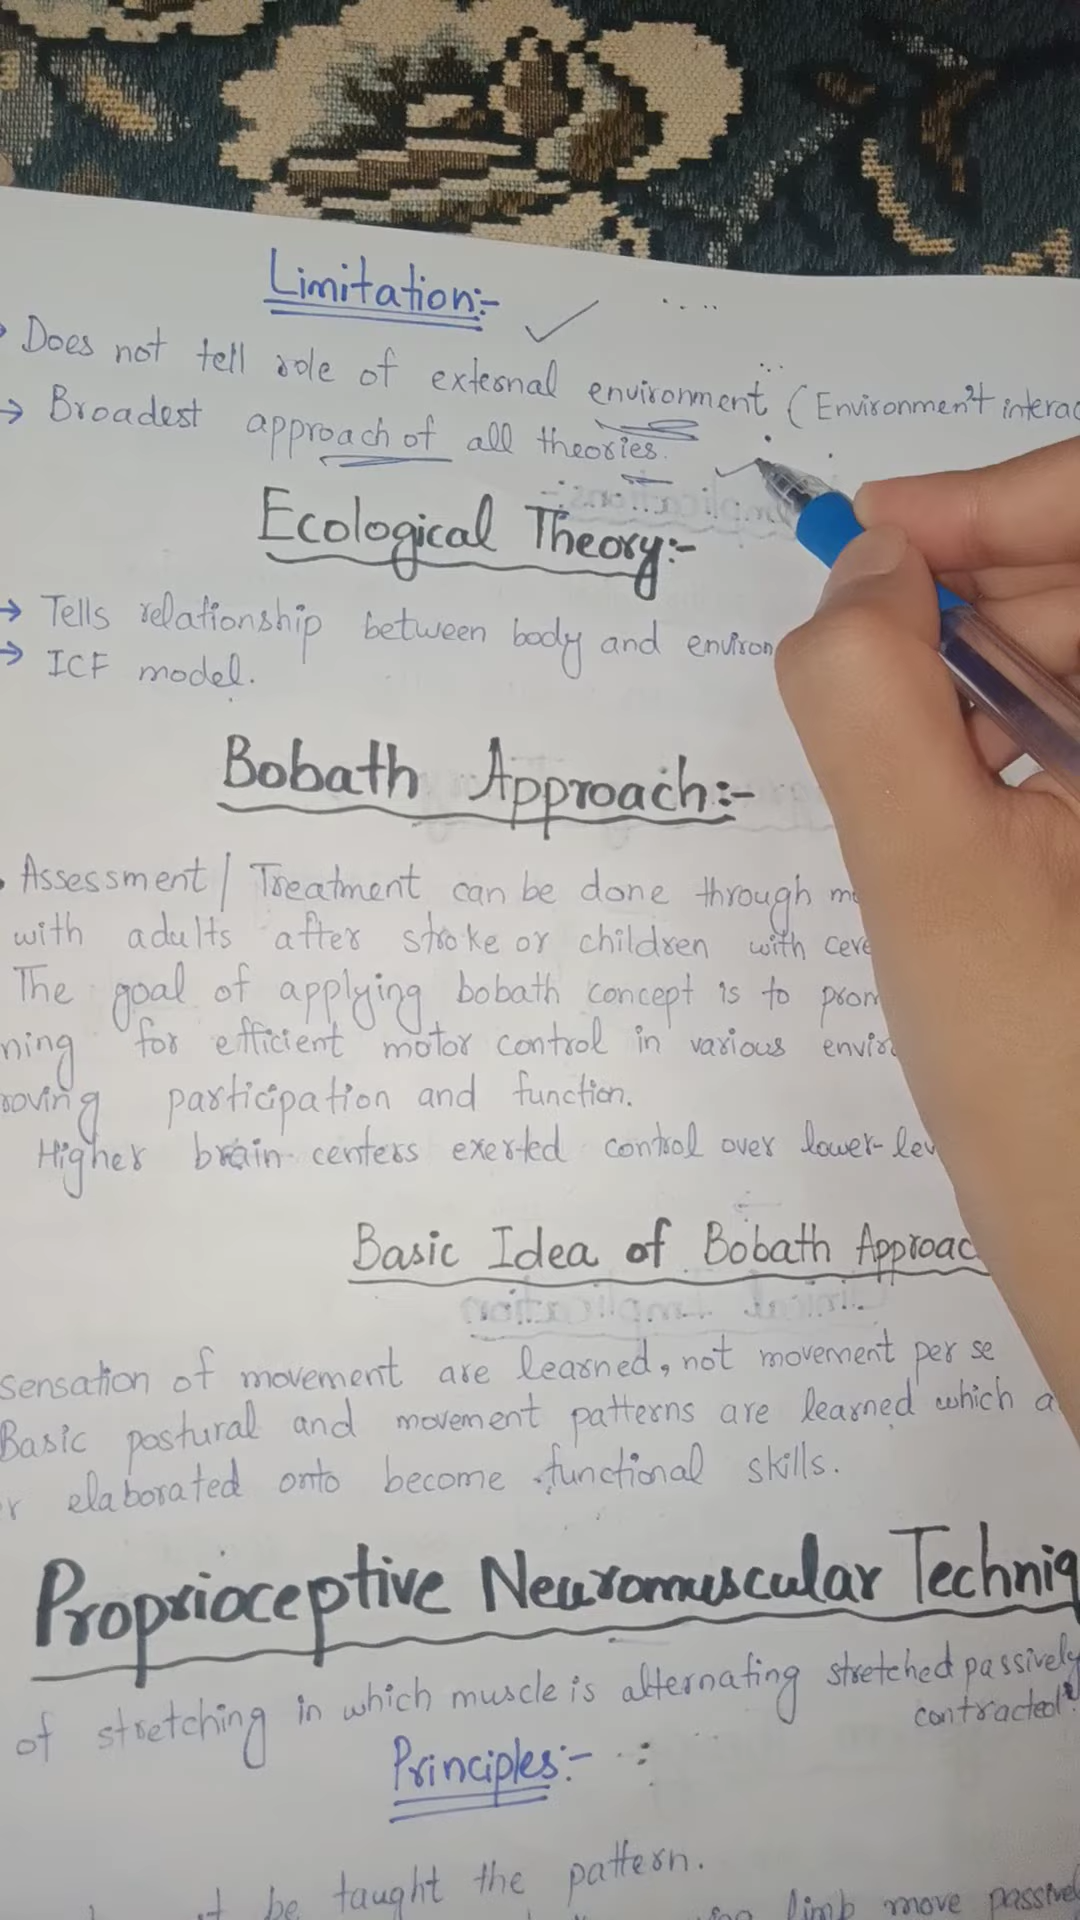 Limitation:-
Does not tell role of external environment (Environment interac
→ Broadest approach of all theories.
Ecological Theory:-
→ Tells relationship between body and environ
→ ICF model.
Bobath Approach:-
• Assessment / Treatment can be done through m
with adults after stroke or children with cere
The goal of applying bobath concept is to prom
ning for efficient motor control in various envir
roving participation and function.
Higher brain centers exerted control over lower-lev
Basic Idea of Bobath Approac
sensation of movement are learned, not movement per se
Basic postural and movement patterns are learned which a
r elaborated onto become functional skills.
Proprioceptive Neuromuscular Techniq
of stretching in which muscle is alternating stretched passively
contracted
Principles:-
t be taught the pattern.
limb move passive